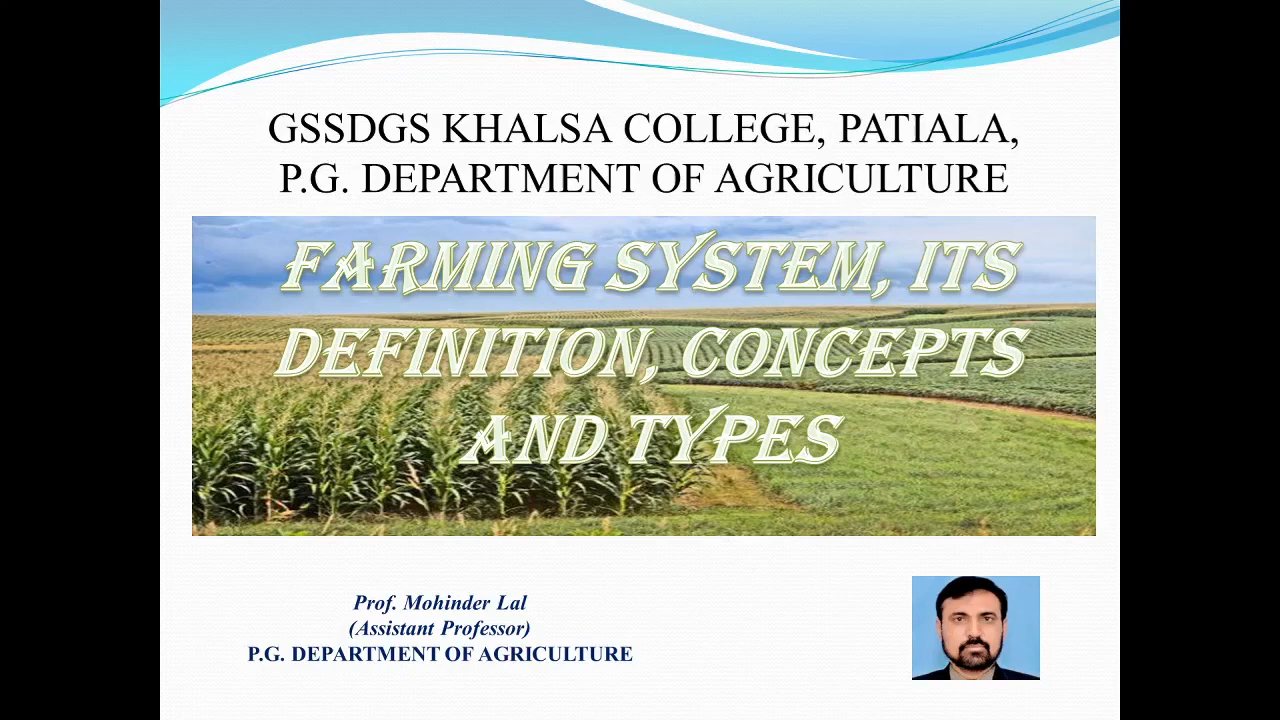 GSSDGS KHALSA COLLEGE, PATIALA,
P.G. DEPARTMENT OF AGRICULTURE
FARMING SYSTEM, ITS
DEFINITION, CONCEPTS
AND TYPES
Prof. Mohinder Lal
(Assistant Professor)
P.G. DEPARTMENT OF AGRICULTURE